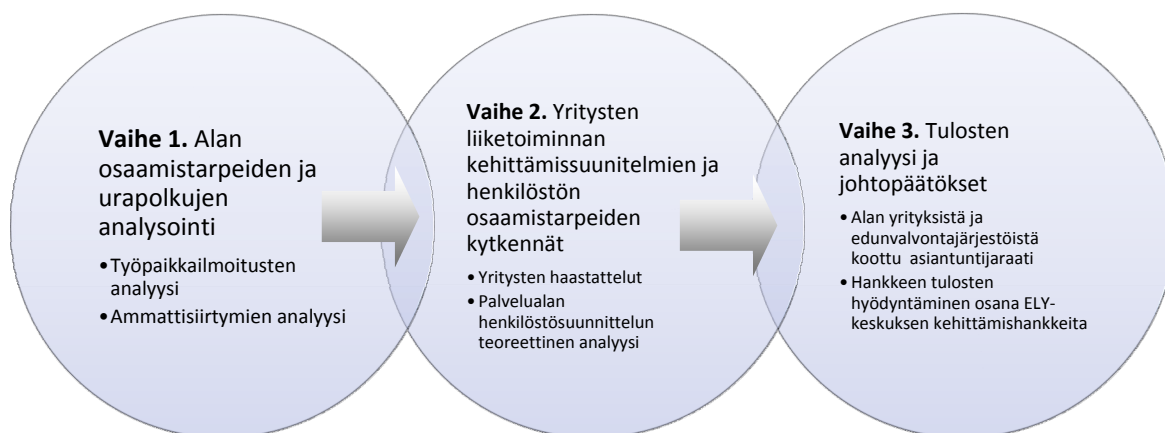 Vaihe 1. Alan
osaamistarpeiden ja
urapolkujen
analysointi
•Työpaikkailmoitusten
analyysi
•Ammattisiirtymien analyysi
Vaihe 2. Yritysten
liiketoiminnan
kehittämissuunitelmien ja
henkilöstön
osaamistarpeiden
kytkennät
•Yritysten haastattelut
•Palvelualan
henkilöstösuunnittelun
teoreettinen analyysi
Vaihe 3. Tulosten
analyysi ja
johtopäätökset
•Alan yrityksistä ja
edunvalvontajärjestöistä
koottu asiantuntijaraati
•Hankkeen tulosten
hyödyntäminen osana ELY-
keskuksen kehittämishankkeita